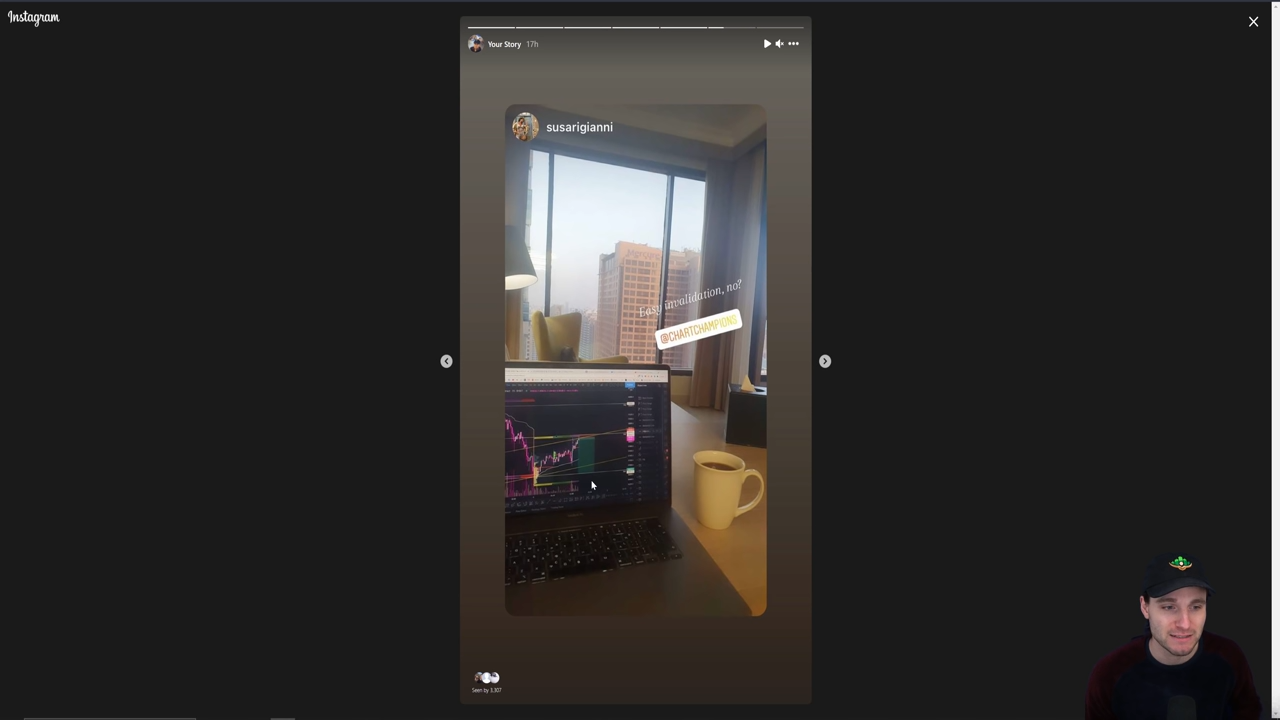 Instagram
Your Story 17h
susarigianni
Easy invalidation, no?
@CHARTCHAMPIONS
Seen by 3,307